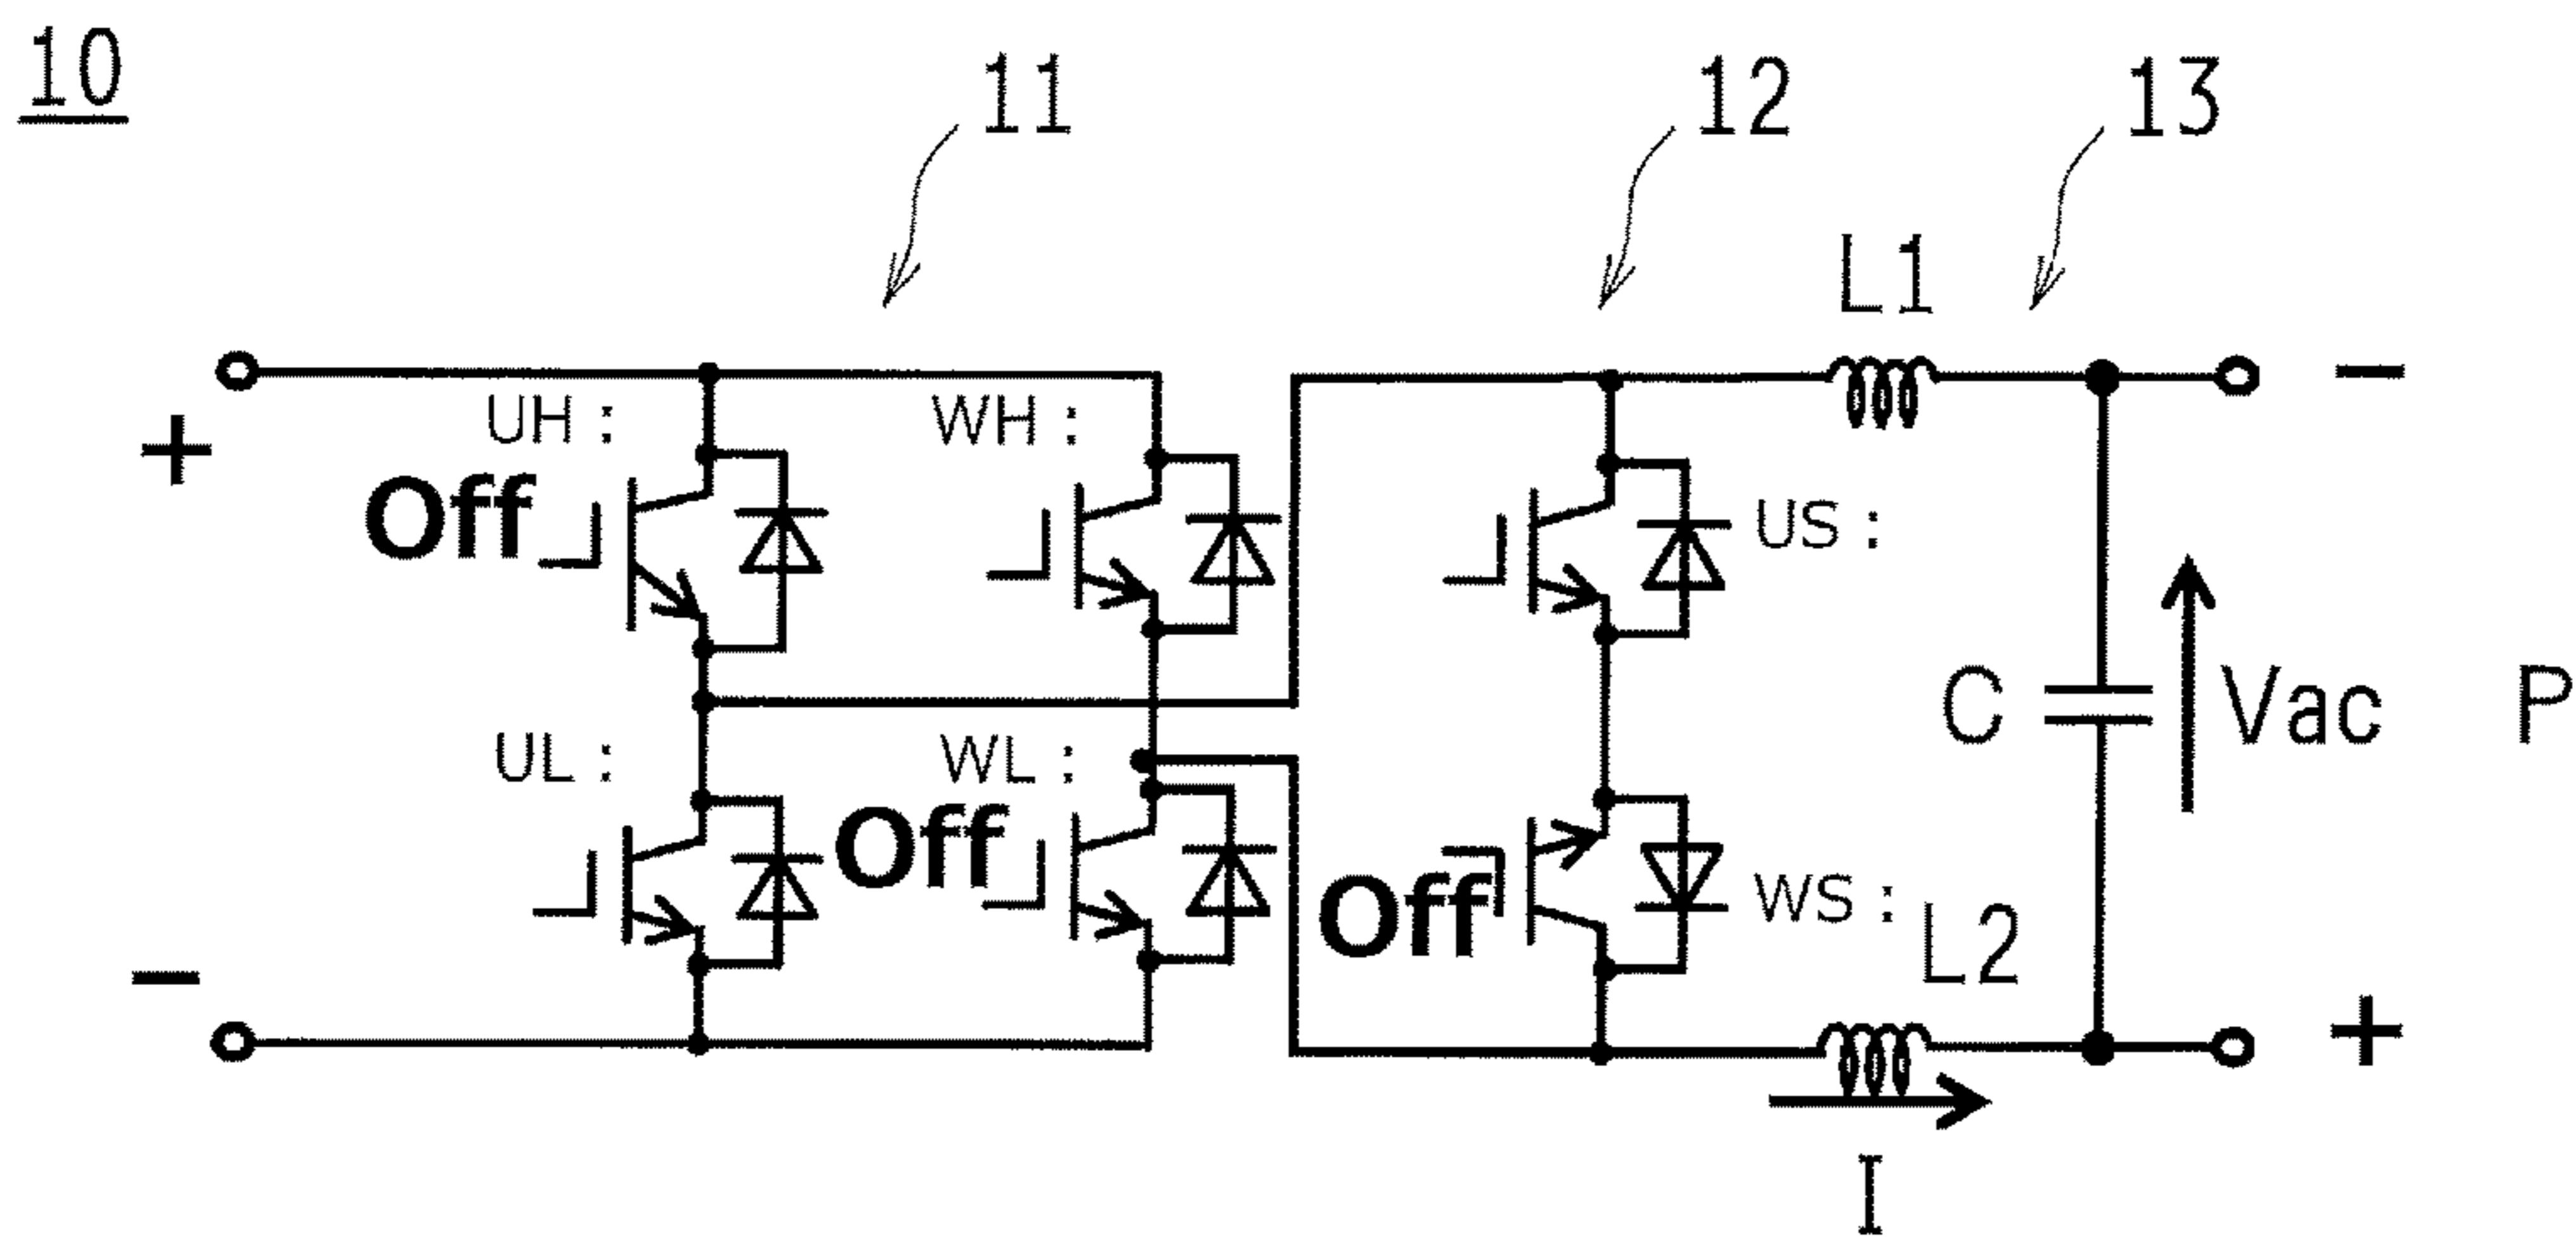 10
11
12
13
L1
+
−
UH :
WH :
Off
US :
C
Vac
P
UL :
WL :
Off
Off
WS :
L2
−
+
I